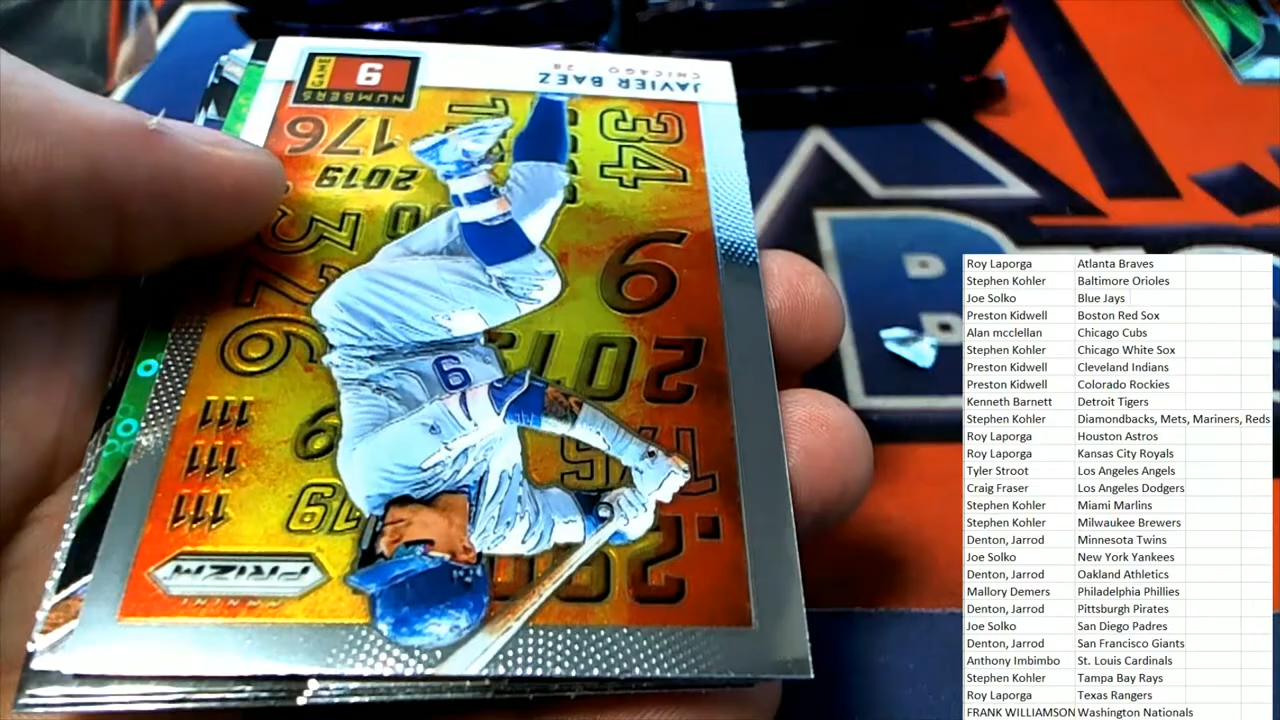 JAVIER BAEZ
CHICAGO 28
NUMBERS
9
GAME
176
34
2019
9
26
9
2015
9
111
111
111
2019
PRIZM
PANINI
Roy Laporga Atlanta Braves
Stephen Kohler Baltimore Orioles
Joe Solko Blue Jays
Preston Kidwell Boston Red Sox
Alan mcclellan Chicago Cubs
Stephen Kohler Chicago White Sox
Preston Kidwell Cleveland Indians
Preston Kidwell Colorado Rockies
Kenneth Barnett Detroit Tigers
Stephen Kohler Diamondbacks, Mets, Mariners, Reds
Roy Laporga Houston Astros
Roy Laporga Kansas City Royals
Tyler Stroot Los Angeles Angels
Craig Fraser Los Angeles Dodgers
Stephen Kohler Miami Marlins
Stephen Kohler Milwaukee Brewers
Denton, Jarrod Minnesota Twins
Joe Solko New York Yankees
Denton, Jarrod Oakland Athletics
Mallory Demers Philadelphia Phillies
Denton, Jarrod Pittsburgh Pirates
Joe Solko San Diego Padres
Denton, Jarrod San Francisco Giants
Anthony Imbimbo St. Louis Cardinals
Stephen Kohler Tampa Bay Rays
Roy Laporga Texas Rangers
FRANK WILLIAMSON Washington Nationals